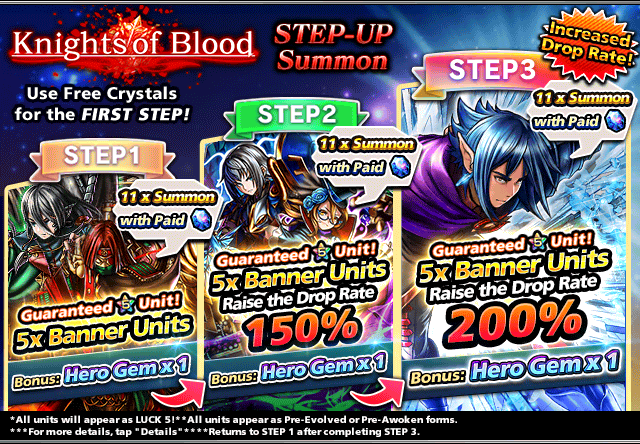 Knights of Blood
STEP-UP
Summon
Increased
Drop Rate!
Use Free Crystals
for the FIRST STEP!
STEP1
11 x Summon
with Paid
Guaranteed 5 Unit!
5x Banner Units
Bonus: Hero Gem x 1
STEP2
11 x Summon
with Paid
Guaranteed 5 Unit!
5x Banner Units
Raise the Drop Rate
150%
Bonus: Hero Gem x 1
STEP3
11 x Summon
with Paid
Guaranteed 5 Unit!
5x Banner Units
Raise the Drop Rate
200%
Bonus: Hero Gem x 1
*All units will appear as LUCK 5!**All units appear as Pre-Evolved or Pre-Awoken forms.
***For more details, tap "Details"****Returns to STEP 1 after completing STEP 3.